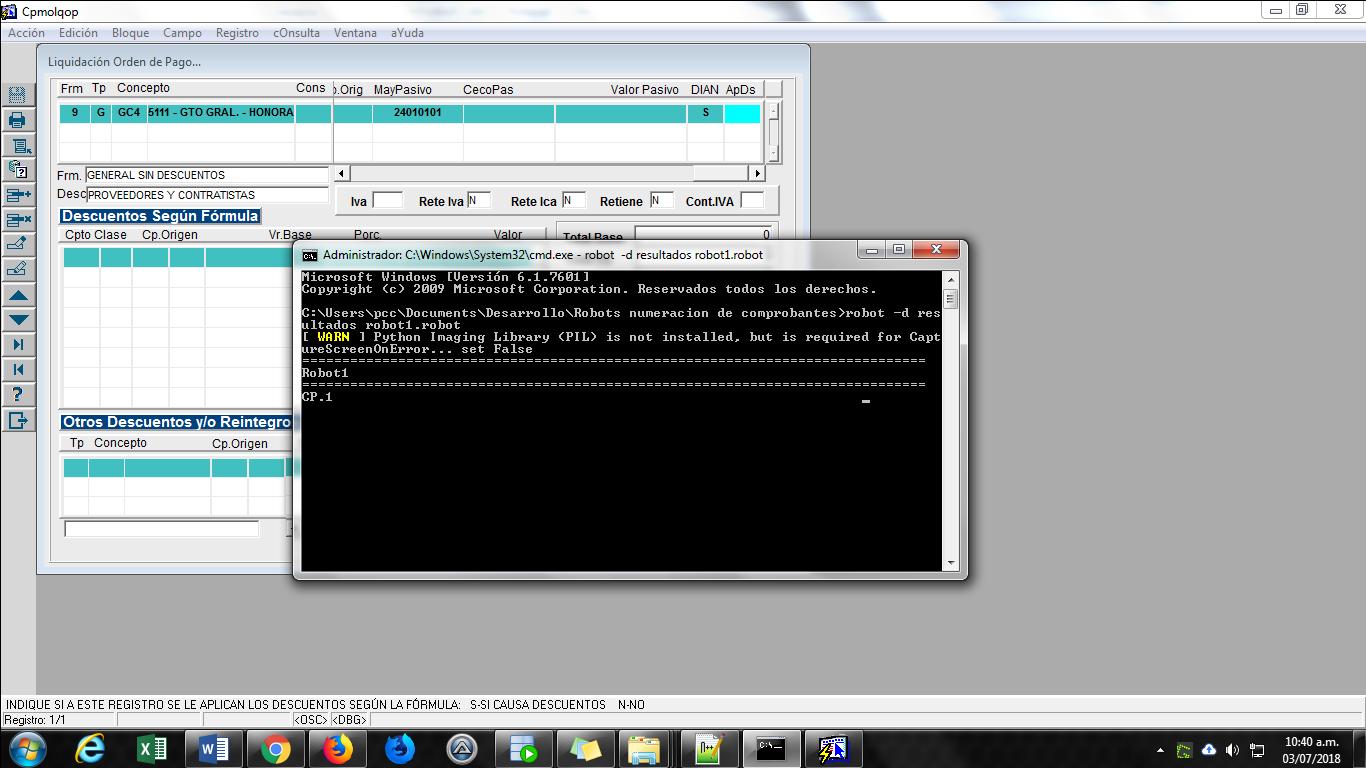 Cpmolqop
Acción Edición Bloque Campo Registro cOnsulta Ventana aYuda
Liquidación Orden de Pago...
Frm Tp Concepto Cons p.Orig MayPasivo CecoPas Valor Pasivo DIAN ApDs
9 G GC4 5111 - GTO GRAL. - HONORA 24010101 S
Frm. GENERAL SIN DESCUENTOS
Desc PROVEEDORES Y CONTRATISTAS
Iva Rete Iva N Rete Ica N Retiene N Cont.IVA
Descuentos Según Fórmula
Cpto Clase Cp.Origen Vr.Base Porc. Valor
Total Base 0
Administrador: C:\Windows\System32\cmd.exe - robot -d resultados robot1.robot
Microsoft Windows [Versión 6.1.7601]
Copyright (c) 2009 Microsoft Corporation. Reservados todos los derechos.
C:\Users\pcc\Documents\Desarrollo\Robots numeracion de comprobantes>robot -d res
ultados robot1.robot
[ WARN ] Python Imaging Library (PIL) is not installed, but is required for Capt
ureScreenOnError... set False
==============================================================================
Robot1
==============================================================================
CP.1
Otros Descuentos y/o Reintegro
Tp Concepto Cp.Origen
INDIQUE SI A ESTE REGISTRO SE LE APLICAN LOS DESCUENTOS SEGÚN LA FÓRMULA: S-SI CAUSA DESCUENTOS N-NO
Registro: 1/1 <OSC> <DBG>
10:40 a.m.
03/07/2018